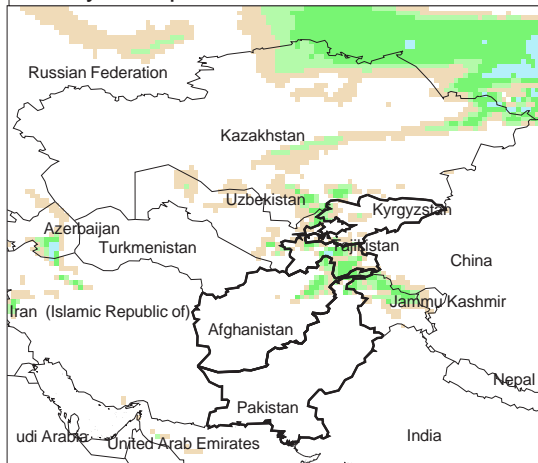 Russian Federation
Kazakhstan
Uzbekistan
Kyrgyzstan
Azerbaijan
Turkmenistan
Tajikistan
China
Iran (Islamic Republic of)
Jammu/Kashmir
Afghanistan
Nepal
Pakistan
udi Arabia
United Arab Emirates
India